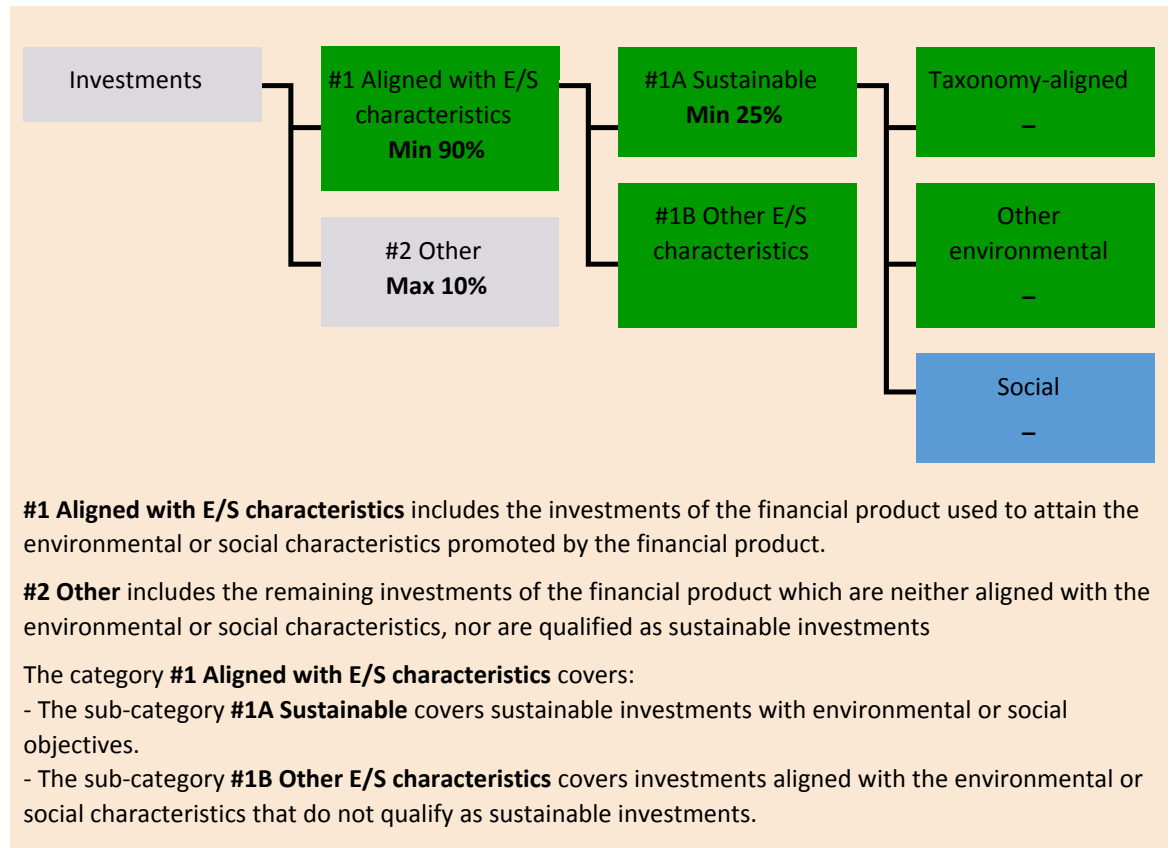 Investments
#1 Aligned with E/S
characteristics
Min 90%
#2 Other
Max 10%
#1A Sustainable
Min 25%
#1B Other E/S
characteristics
Taxonomy-aligned
–
Other
environmental
–
Social
–
#1 Aligned with E/S characteristics includes the investments of the financial product used to attain the
environmental or social characteristics promoted by the financial product.
#2 Other includes the remaining investments of the financial product which are neither aligned with the
environmental or social characteristics, nor are qualified as sustainable investments
The category #1 Aligned with E/S characteristics covers:
- The sub-category #1A Sustainable covers sustainable investments with environmental or social
objectives.
- The sub-category #1B Other E/S characteristics covers investments aligned with the environmental or
social characteristics that do not qualify as sustainable investments.